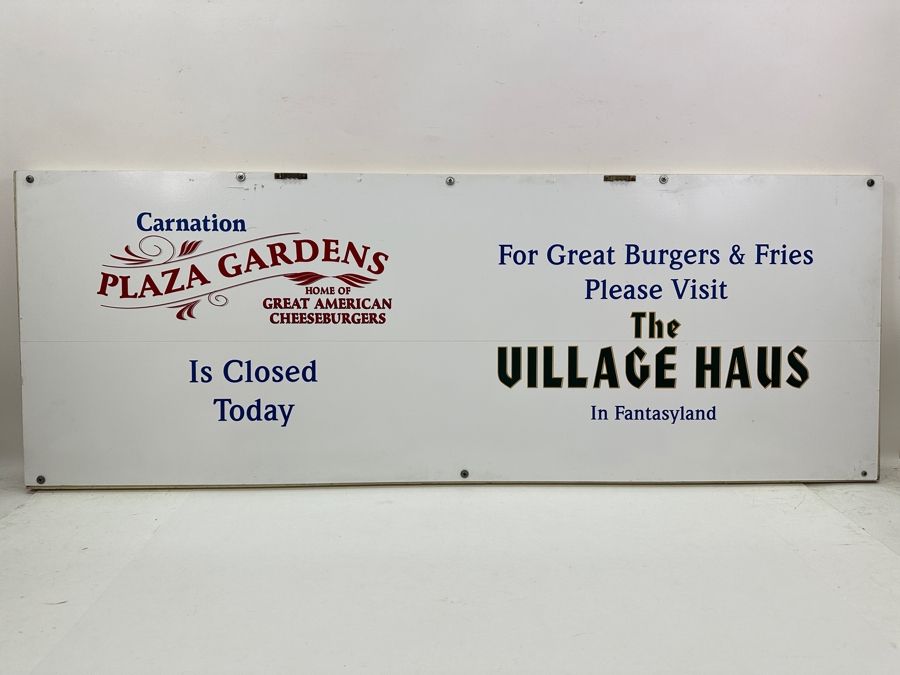 Carnation
PLAZA GARDENS
HOME OF
GREAT AMERICAN
CHEESEBURGERS
Is Closed
Today
For Great Burgers & Fries
Please Visit
The
VILLAGE HAUS
In Fantasyland